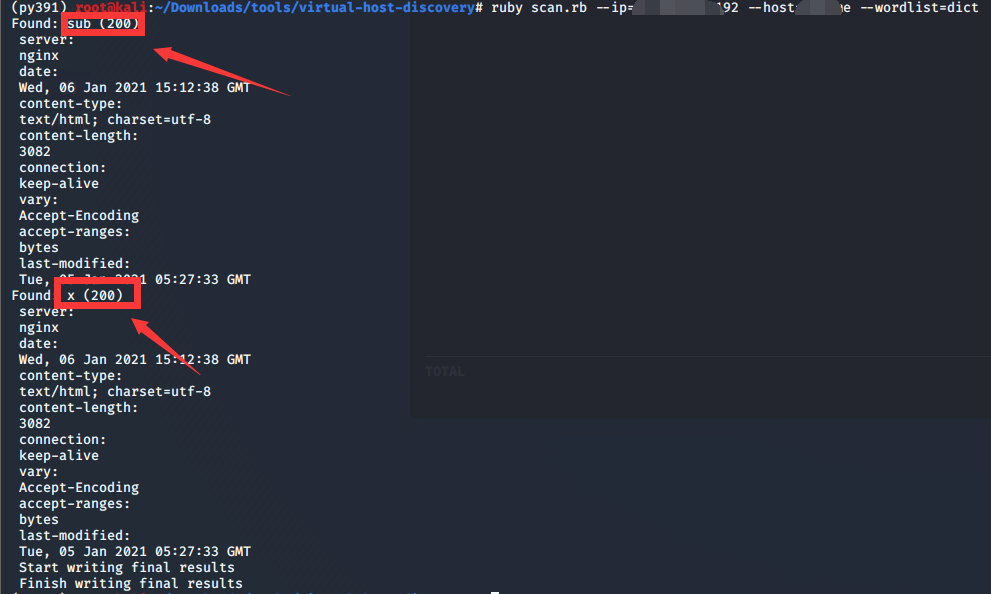 (py391) root@kali:~/Downloads/tools/virtual-host-discovery# ruby scan.rb --ip= 192 --host e --wordlist=dict
Found: sub (200)
server:
nginx
date:
Wed, 06 Jan 2021 15:12:38 GMT
content-type:
text/html; charset=utf-8
content-length:
3082
connection:
keep-alive
vary:
Accept-Encoding
accept-ranges:
bytes
last-modified:
Tue, 05 Jan 2021 05:27:33 GMT
Found: x (200)
server:
nginx
date:
Wed, 06 Jan 2021 15:12:38 GMT
content-type:
text/html; charset=utf-8
content-length:
3082
connection:
keep-alive
vary:
Accept-Encoding
accept-ranges:
bytes
last-modified:
Tue, 05 Jan 2021 05:27:33 GMT
Start writing final results
Finish writing final results
TOTAL